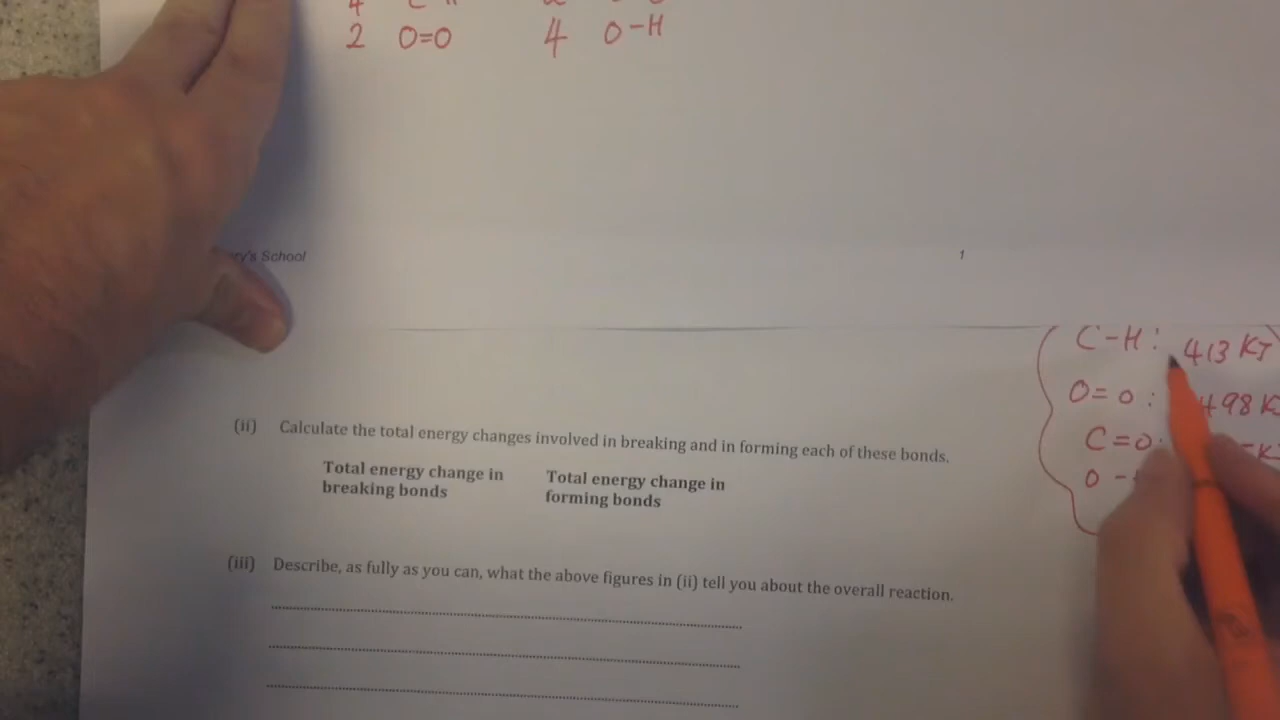 2 O=O 4 O-H
ry's School
1
C-H: 413 KJ
O=O: 498 K
C=O:
O -
(ii) Calculate the total energy changes involved in breaking and in forming each of these bonds.
Total energy change in breaking bonds
Total energy change in forming bonds
(iii) Describe, as fully as you can, what the above figures in (ii) tell you about the overall reaction.